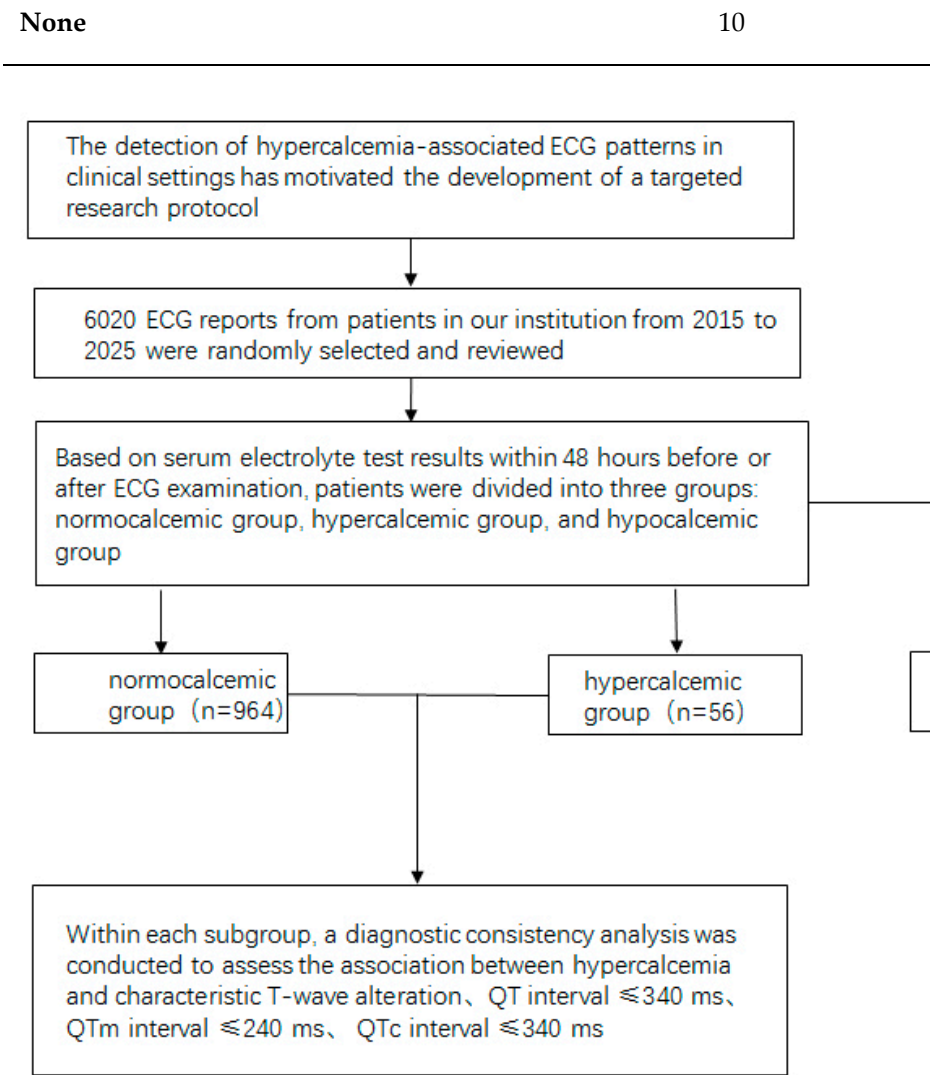 None 10
The detection of hypercalcemia-associated ECG patterns in
clinical settings has motivated the development of a targeted
research protocol
6020 ECG reports from patients in our institution from 2015 to
2025 were randomly selected and reviewed
Based on serum electrolyte test results within 48 hours before or
after ECG examination, patients were divided into three groups:
normocalcemic group, hypercalcemic group, and hypocalcemic
group
normocalcemic
group（n=964）
hypercalcemic
group（n=56）
Within each subgroup, a diagnostic consistency analysis was
conducted to assess the association between hypercalcemia
and characteristic T-wave alteration、QT interval ≤340 ms、
QTm interval ≤240 ms、 QTc interval ≤340 ms